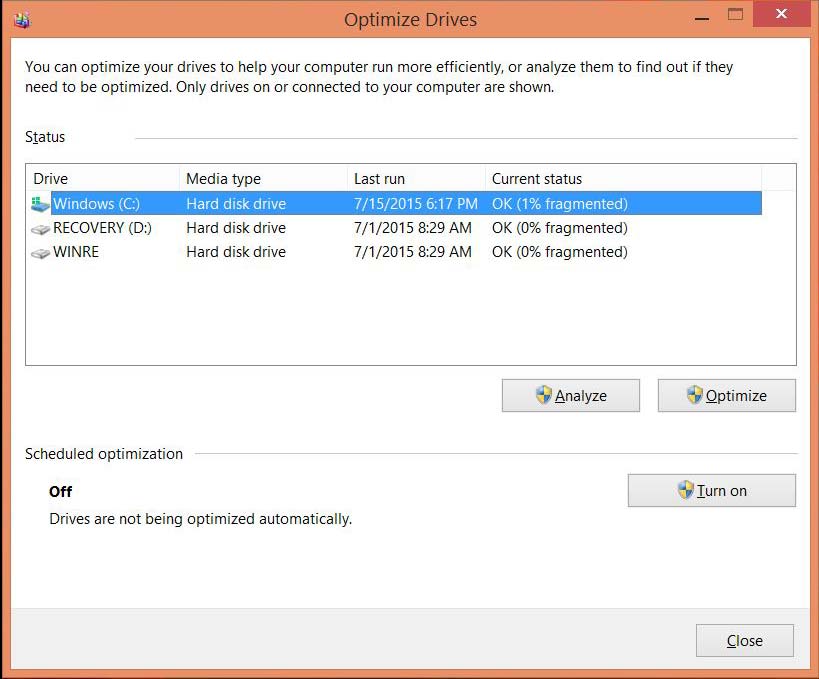 Optimize Drives
You can optimize your drives to help your computer run more efficiently, or analyze them to find out if they
need to be optimized. Only drives on or connected to your computer are shown.
Status
Drive Media type Last run Current status
Windows (C:) Hard disk drive 7/15/2015 6:17 PM OK (1% fragmented)
RECOVERY (D:) Hard disk drive 7/1/2015 8:29 AM OK (0% fragmented)
WINRE Hard disk drive 7/1/2015 8:29 AM OK (0% fragmented)
Analyze Optimize
Scheduled optimization
Off
Turn on
Drives are not being optimized automatically.
Close